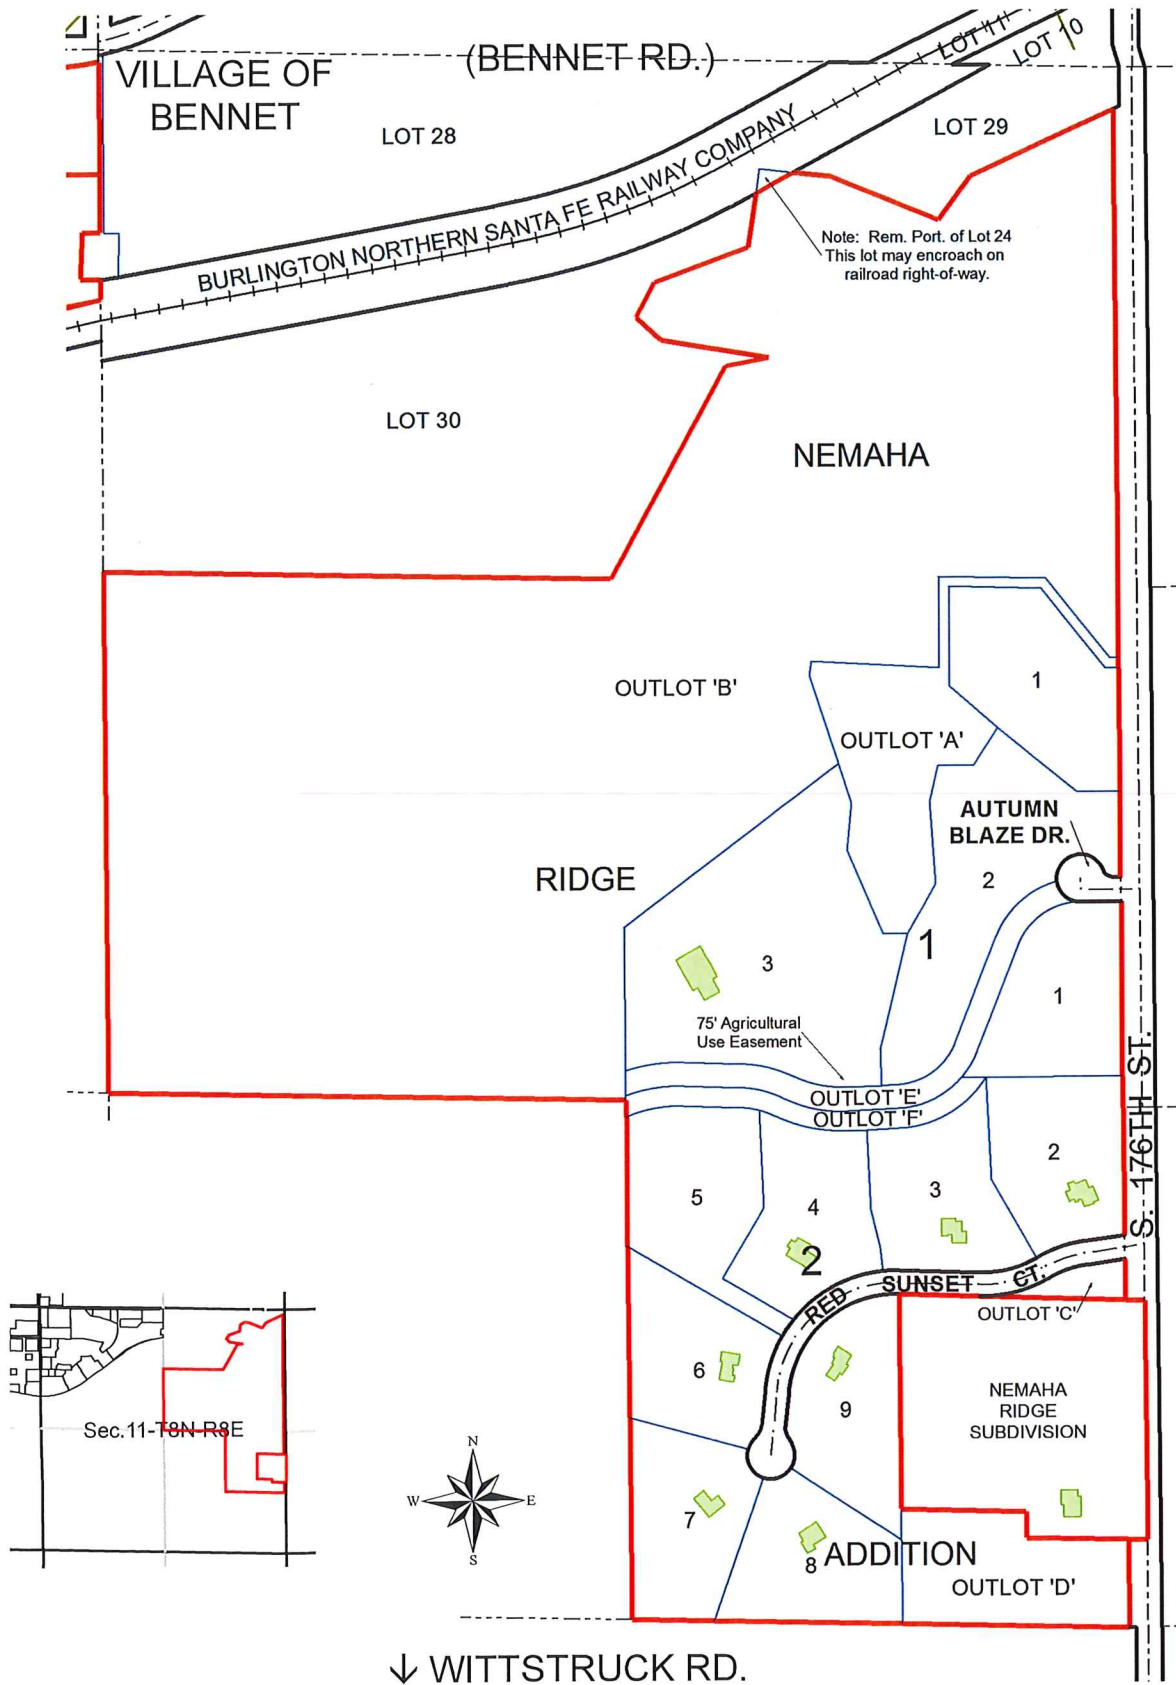 (BENNET RD.)
LOT 11
LOT 10
VILLAGE OF
BENNET
LOT 28
LOT 29
BURLINGTON NORTHERN SANTA FE RAILWAY COMPANY
Note: Rem. Port. of Lot 24
This lot may encroach on
railroad right-of-way.
LOT 30
NEMAHA
1
OUTLOT 'B'
OUTLOT 'A'
AUTUMN
BLAZE DR.
2
RIDGE
1
3
1
75' Agricultural
Use Easement
OUTLOT 'E'
OUTLOT 'F'
S. 176TH ST.
2
3
5
4
2
RED SUNSET CT.
OUTLOT 'C'
6
9
NEMAHA
RIDGE
SUBDIVISION
Sec.11-T8N-R8E
N
W
E
S
7
8
ADDITION
OUTLOT 'D'
↓ WITTSTRUCK RD.